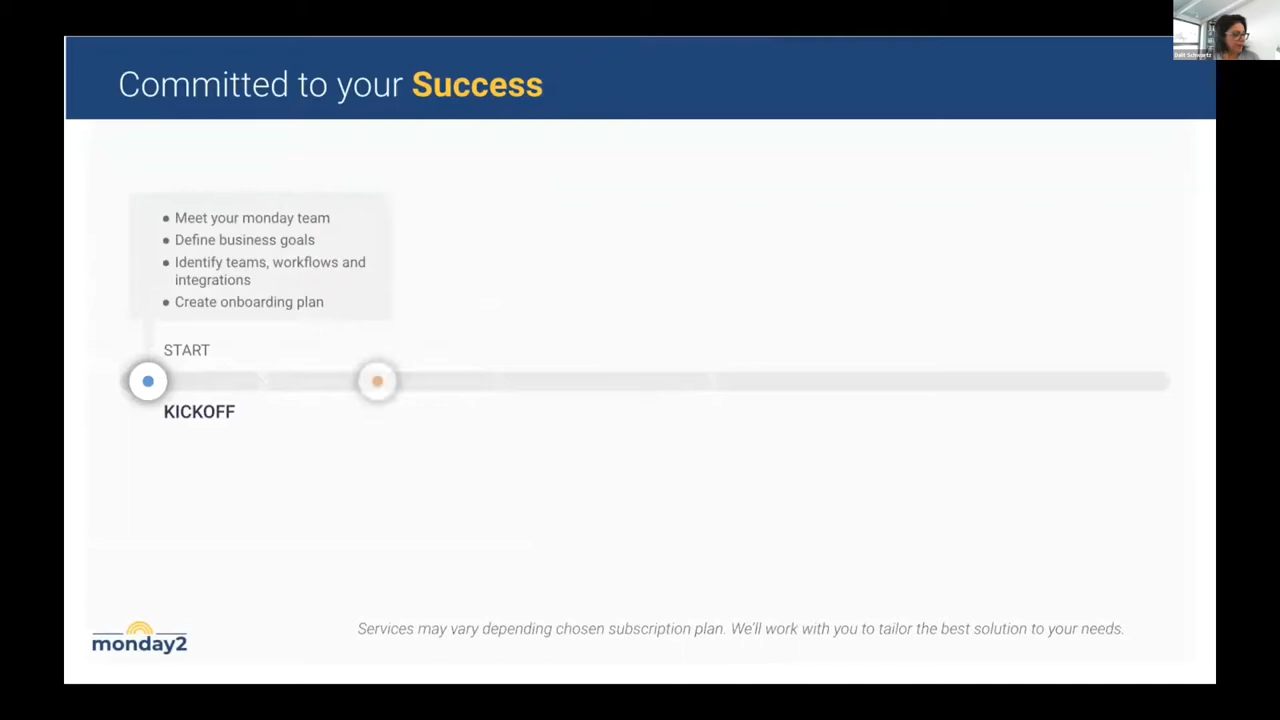 Committed to your Success
Dalit Schwartz
● Meet your monday team
● Define business goals
● Identify teams, workflows and
integrations
● Create onboarding plan
START
KICKOFF
monday2
Services may vary depending chosen subscription plan. We'll work with you to tailor the best solution to your needs.